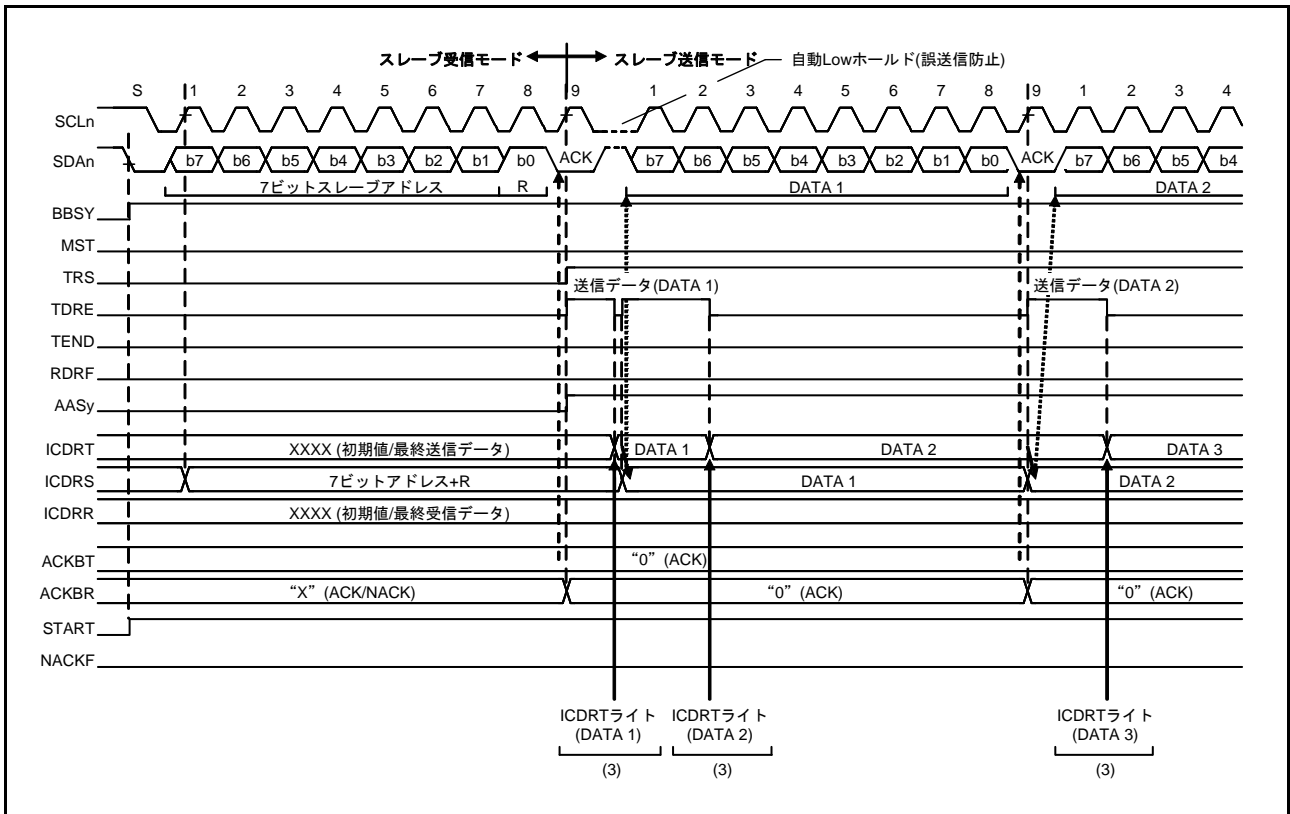 スレーブ受信モード スレーブ送信モード 自動Lowホールド(誤送信防止)
S 1 2 3 4 5 6 7 8 9 1 2 3 4 5 6 7 8 9 1 2 3 4
SCLn
SDAn b7 b6 b5 b4 b3 b2 b1 b0 ACK b7 b6 b5 b4 b3 b2 b1 b0 ACK b7 b6 b5 b4
7ビットスレーブアドレス R DATA 1 DATA 2
BBSY
MST
TRS
送信データ(DATA 1) 送信データ(DATA 2)
TDRE
TEND
RDRF
AASy
ICDRT XXXX (初期値/最終送信データ) DATA 1 DATA 2 DATA 3
ICDRS 7ビットアドレス+R DATA 1 DATA 2
ICDRR XXXX (初期値/最終受信データ)
ACKBT “0” (ACK)
ACKBR “X” (ACK/NACK) “0” (ACK) “0” (ACK)
START
NACKF
ICDRTライト ICDRTライト ICDRTライト
(DATA 1) (DATA 2) (DATA 3)
(3) (3) (3)